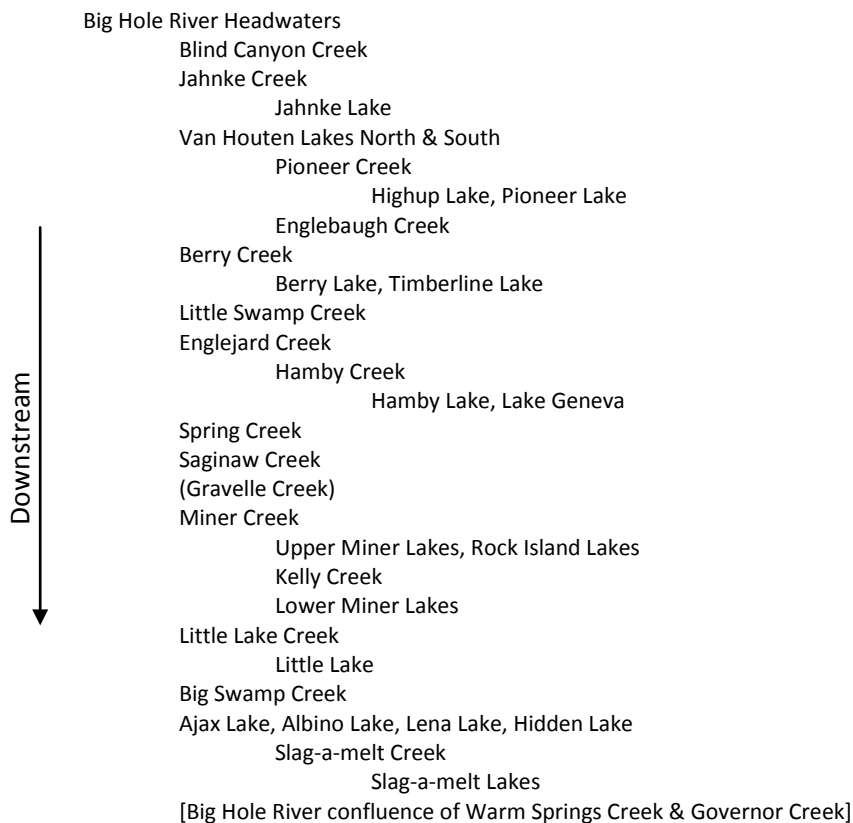 Big Hole River Headwaters
Blind Canyon Creek
Jahnke Creek
Jahnke Lake
Van Houten Lakes North & South
Pioneer Creek
Highup Lake, Pioneer Lake
Englebaugh Creek
Berry Creek
Berry Lake, Timberline Lake
Little Swamp Creek
Englejard Creek
Hamby Creek
Hamby Lake, Lake Geneva
Spring Creek
Saginaw Creek
(Gravelle Creek)
Miner Creek
Upper Miner Lakes, Rock Island Lakes
Kelly Creek
Lower Miner Lakes
Little Lake Creek
Little Lake
Big Swamp Creek
Ajax Lake, Albino Lake, Lena Lake, Hidden Lake
Slag-a-melt Creek
Slag-a-melt Lakes
[Big Hole River confluence of Warm Springs Creek & Governor Creek]
Downstream